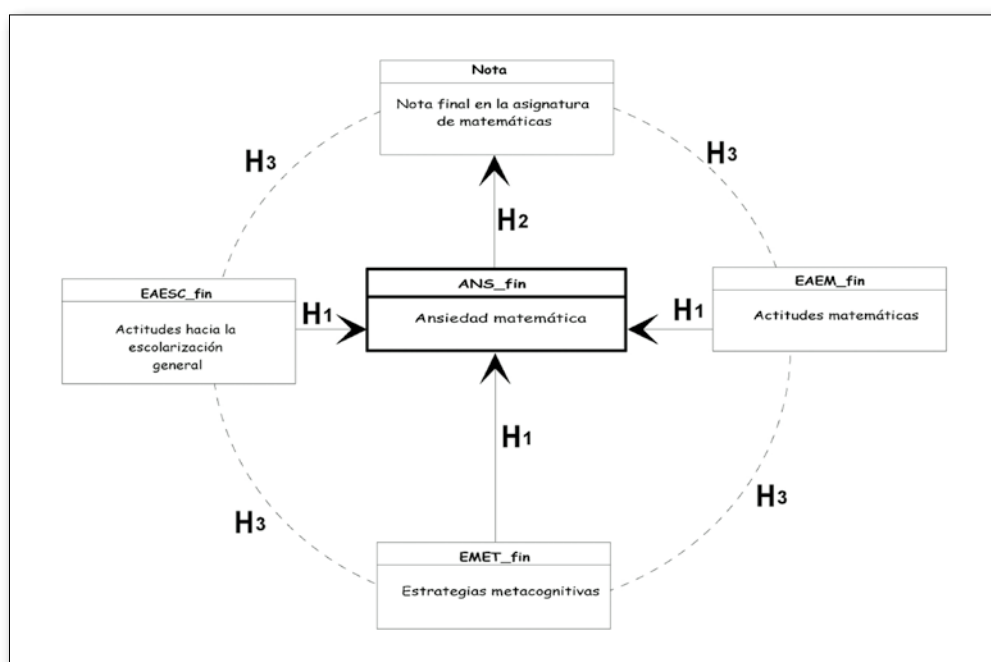 Nota
Nota final en la asignatura
de matemáticas
H3
H3
H2
EAESC_fin
Actitudes hacia la
escolarización
general
H1
ANS_fin
Ansiedad matemática
H1
EAEM_fin
Actitudes matemáticas
H1
H3
H3
EMET_fin
Estrategias metacognitivas